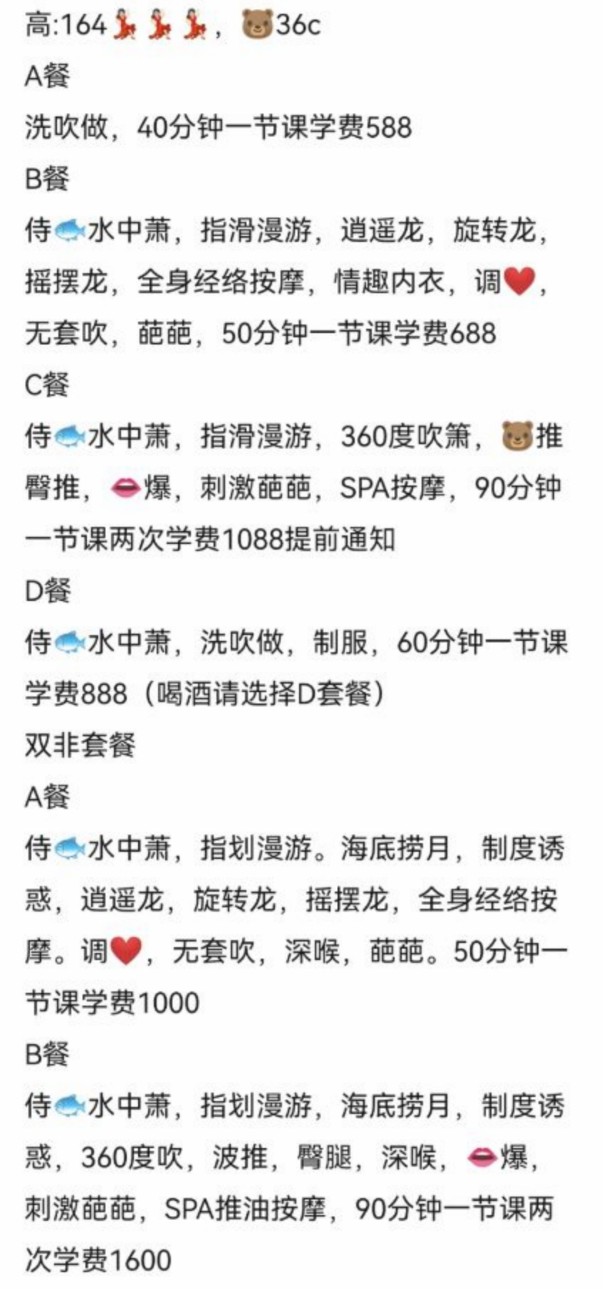 高:164💃💃💃，🐻36c
A餐
洗吹做，40分钟一节课学费588
B餐
侍🐟水中萧，指滑漫游，逍遥龙，旋转龙，
摇摆龙，全身经络按摩，情趣内衣，调❤️，
无套吹，葩葩，50分钟一节课学费688
C餐
侍🐟水中萧，指滑漫游，360度吹箫，🐻推
臀推，👄爆，刺激葩葩，SPA按摩，90分钟
一节课两次学费1088提前通知
D餐
侍🐟水中萧，洗吹做，制服，60分钟一节课
学费888（喝酒请选择D套餐）
双非套餐
A餐
侍🐟水中萧，指划漫游。海底捞月，制度诱
惑，逍遥龙，旋转龙，摇摆龙，全身经络按
摩。调❤️，无套吹，深喉，葩葩。50分钟一
节课学费1000
B餐
侍🐟水中萧，指划漫游，海底捞月，制度诱
惑，360度吹，波推，臀腿，深喉，👄爆，
刺激葩葩，SPA推油按摩，90分钟一节课两
次学费1600